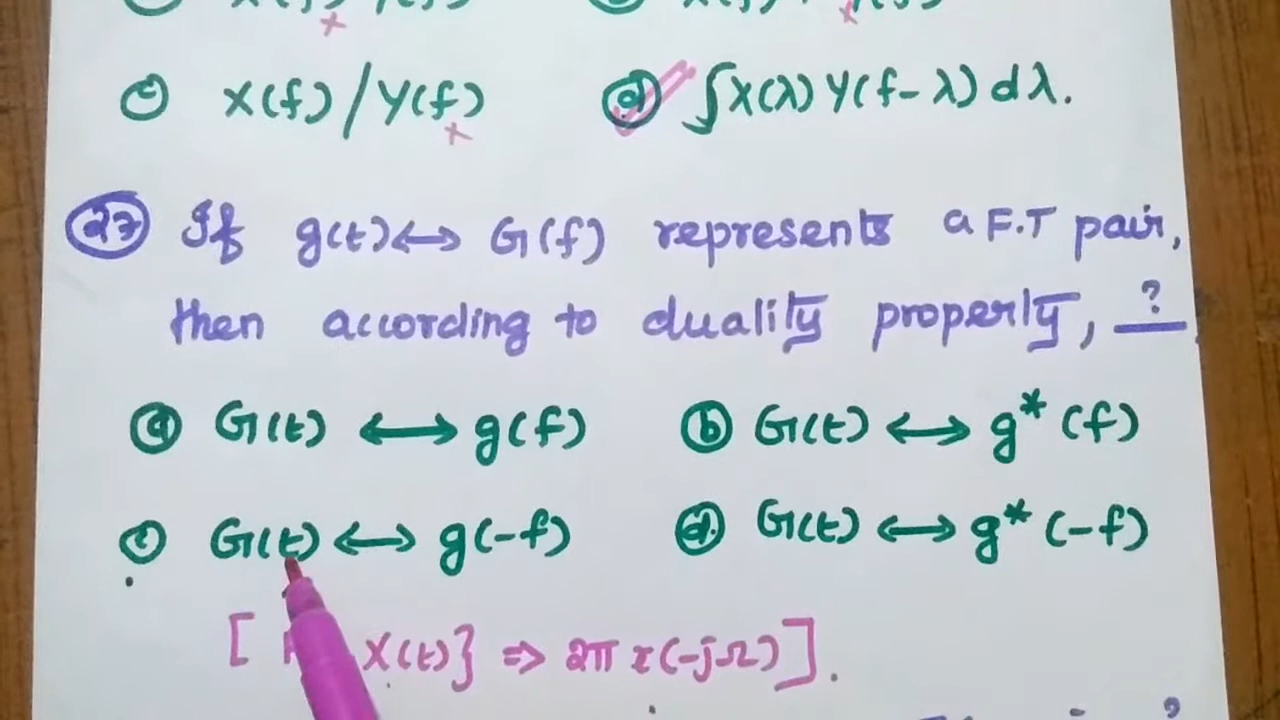 ⓒ X(f)/Y(f) ⓓ ∫X(λ) Y(f-λ) dλ.
㉗ If g(t)↔ G(f) represents a F.T pair,
then according to duality property, ?
ⓐ G(t) ↔ g(f) ⓑ G(t) ↔ g*(f)
ⓒ G(t) ↔ g(-f) ⓓ G(t) ↔ g*(-f)
[ X(t)} ⇒ 2π x(-jΩ)].
?